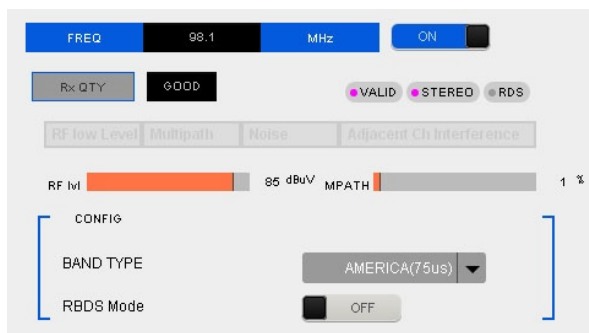 FREQ 98.1 MHz ON
Rx QTY GOOD VALID STEREO RDS
RF low Level Multipath Noise Adjacent Ch Interference
RF lvl 85 dBuV MPATH 1 %
CONFIG
BAND TYPE AMERICA(75us)
RBDS Mode OFF